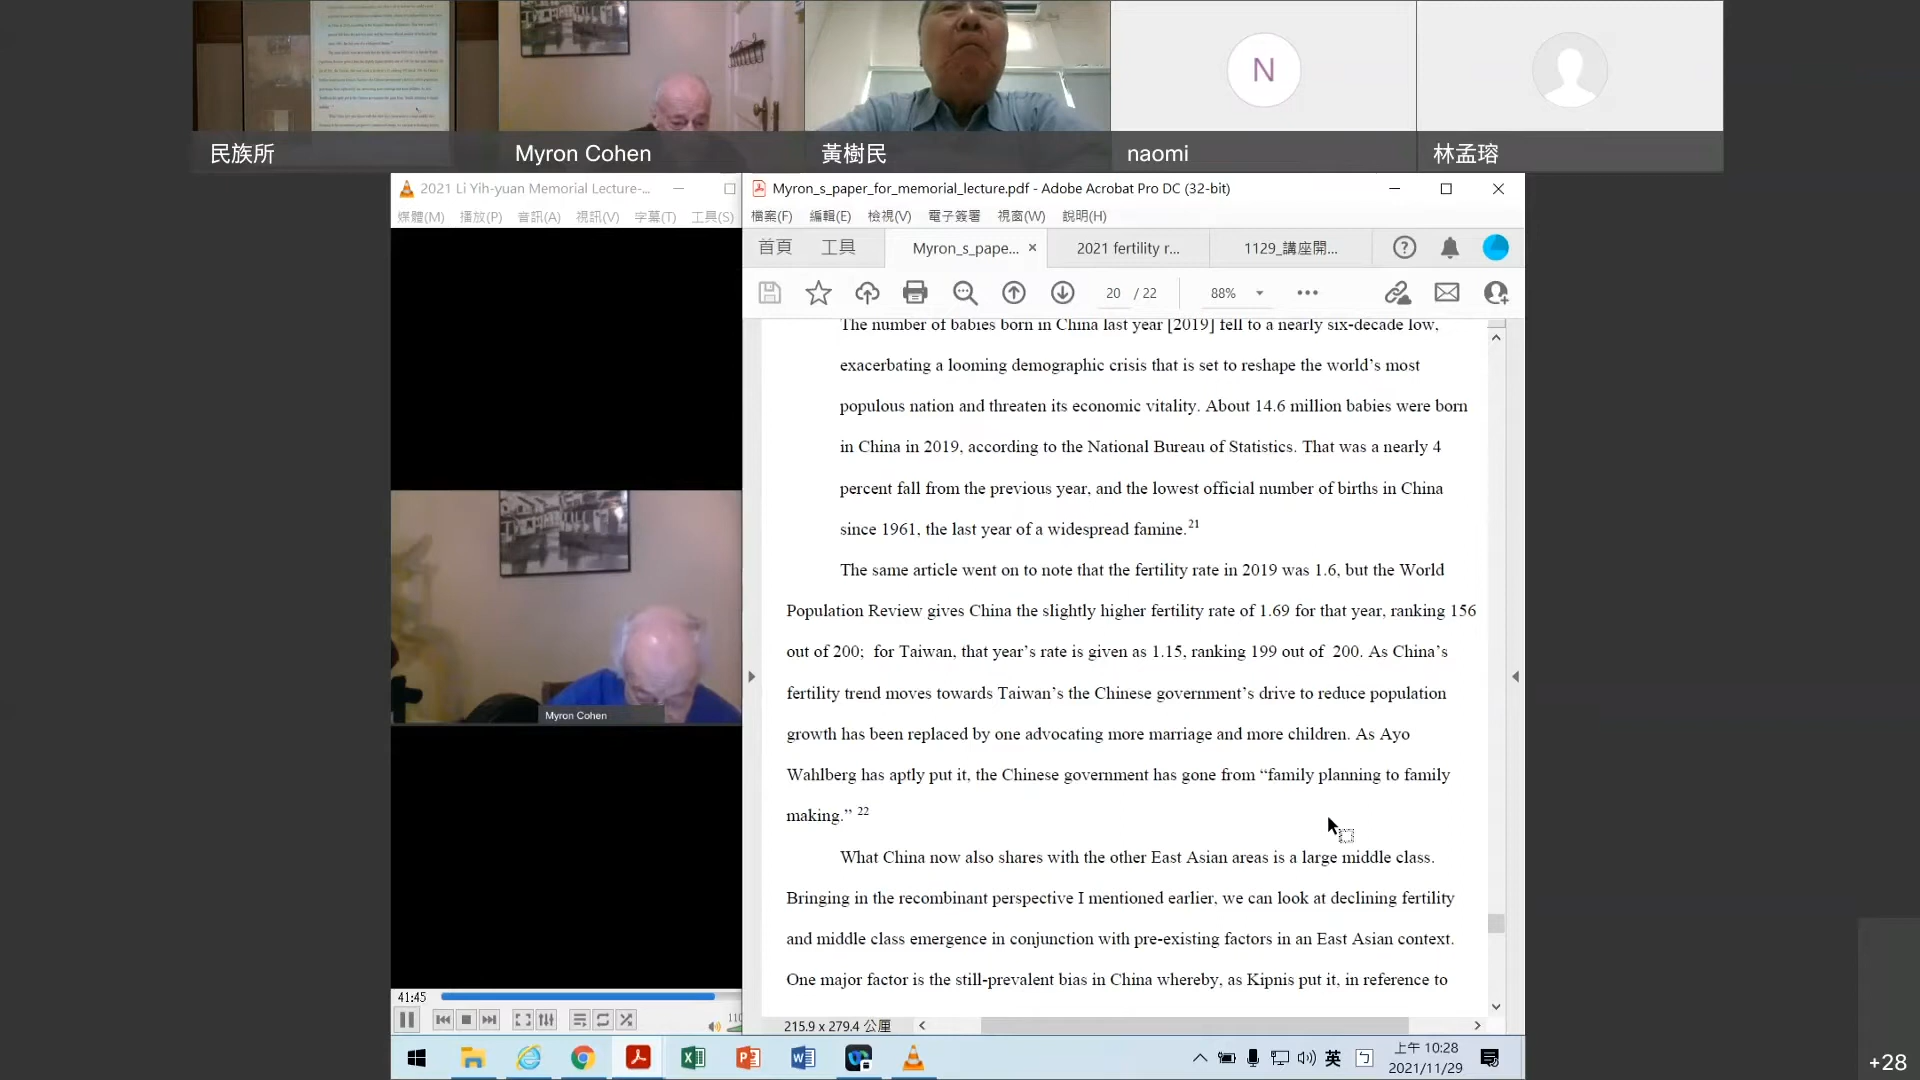 民族所
Myron Cohen
黃樹民
naomi
N
林孟瑢
2021 Li Yih-yuan Memorial Lecture-...
媒體(M) 播放(P) 音訊(A) 視訊(V) 字幕(T) 工具(S)
Myron Cohen
41:45
Myron_s_paper_for_memorial_lecture.pdf - Adobe Acrobat Pro DC (32-bit)
檔案(F) 編輯(E) 檢視(V) 電子簽署 視窗(W) 說明(H)
首頁 工具 Myron_s_pape... 2021 fertility r... 1129_講座開...
20 / 22 88%
The number of babies born in China last year [2019] fell to a nearly six-decade low,
exacerbating a looming demographic crisis that is set to reshape the world’s most
populous nation and threaten its economic vitality. About 14.6 million babies were born
in China in 2019, according to the National Bureau of Statistics. That was a nearly 4
percent fall from the previous year, and the lowest official number of births in China
since 1961, the last year of a widespread famine.21
The same article went on to note that the fertility rate in 2019 was 1.6, but the World
Population Review gives China the slightly higher fertility rate of 1.69 for that year, ranking 156
out of 200; for Taiwan, that year’s rate is given as 1.15, ranking 199 out of 200. As China’s
fertility trend moves towards Taiwan’s the Chinese government’s drive to reduce population
growth has been replaced by one advocating more marriage and more children. As Ayo
Wahlberg has aptly put it, the Chinese government has gone from “family planning to family
making.” 22
What China now also shares with the other East Asian areas is a large middle class.
Bringing in the recombinant perspective I mentioned earlier, we can look at declining fertility
and middle class emergence in conjunction with pre-existing factors in an East Asian context.
One major factor is the still-prevalent bias in China whereby, as Kipnis put it, in reference to
215.9 x 279.4 公厘
英
上午 10:28
2021/11/29
+28